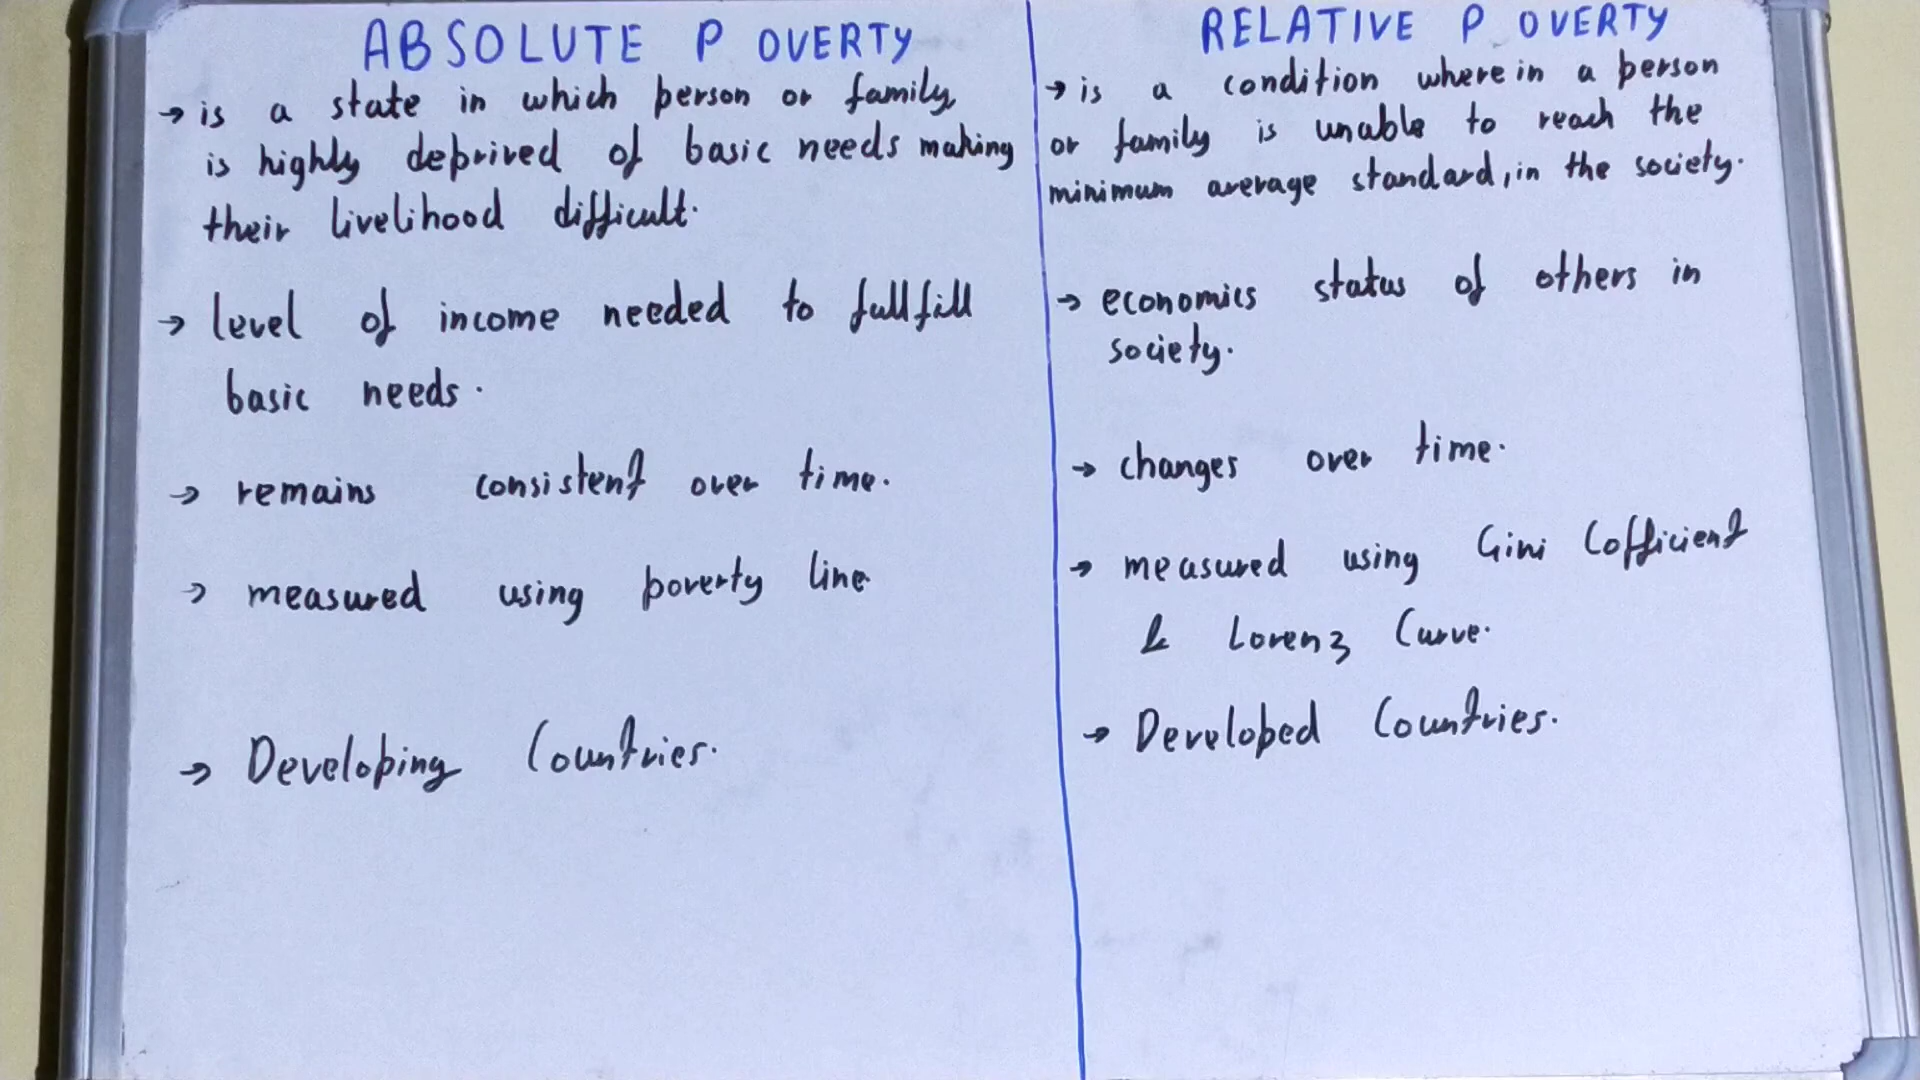 ABSOLUTE P OVERTY
→ is a state in which person or family
is highly deprived of basic needs making
their livelihood difficult.
→ level of income needed to fullfill
basic needs.
→ remains consistent over time.
→ measured using poverty line
→ Developing Countries.
RELATIVE P OVERTY
→ is a condition where in a person
or family is unable to reach the
minimum average standard, in the society.
→ economics status of others in
society.
→ changes over time.
→ measured using Gini Cofficient
& Lorenz Curve.
→ Developed Countries.